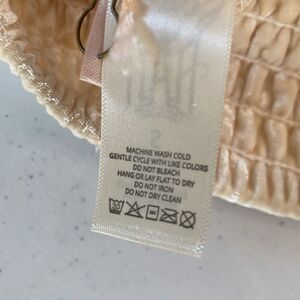 MACHINE WASH COLD
GENTLE CYCLE WITH LIKE COLORS
DO NOT BLEACH
HANG OR LAY FLAT TO DRY
DO NOT IRON
DO NOT DRY CLEAN
30